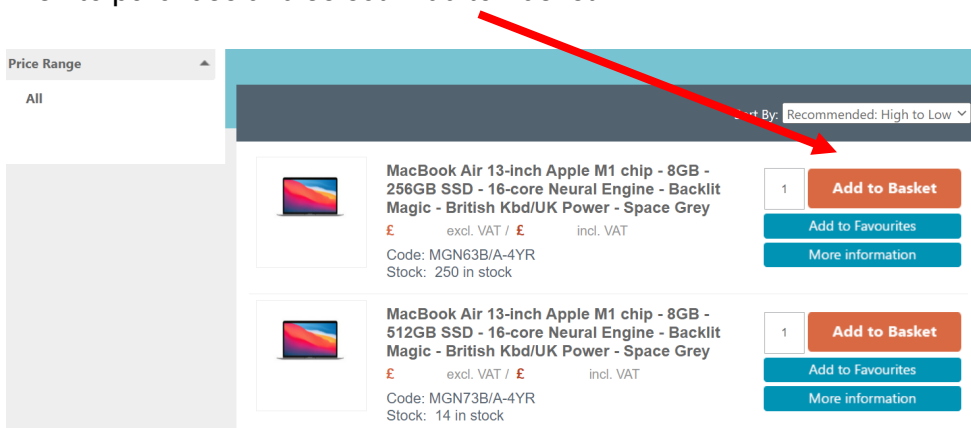 Price Range
All
Sort By: Recommended: High to Low
MacBook Air 13-inch Apple M1 chip - 8GB -
256GB SSD - 16-core Neural Engine - Backlit
Magic - British Kbd/UK Power - Space Grey
£ excl. VAT / £ incl. VAT
Code: MGN63B/A-4YR
Stock: 250 in stock
1
Add to Basket
Add to Favourites
More information
MacBook Air 13-inch Apple M1 chip - 8GB -
512GB SSD - 16-core Neural Engine - Backlit
Magic - British Kbd/UK Power - Space Grey
£ excl. VAT / £ incl. VAT
Code: MGN73B/A-4YR
Stock: 14 in stock
1
Add to Basket
Add to Favourites
More information